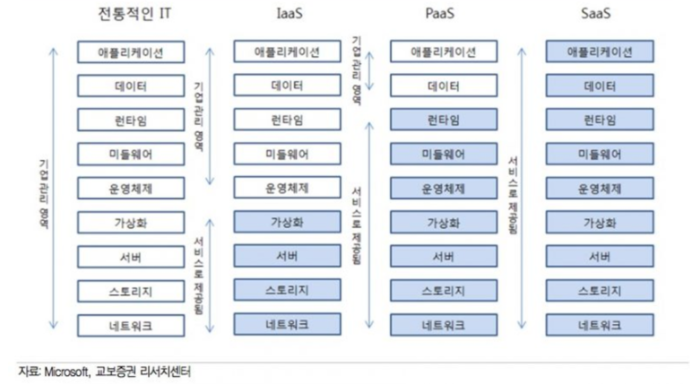 전통적인 IT
IaaS
PaaS
SaaS
기업관리 영역
애플리케이션
데이터
런타임
미들웨어
운영체제
가상화
서버
스토리지
네트워크
기업관리 영역
서비스로 제공됨
애플리케이션
데이터
런타임
미들웨어
운영체제
가상화
서버
스토리지
네트워크
기업관리 영역
서비스로 제공됨
애플리케이션
데이터
런타임
미들웨어
운영체제
가상화
서버
스토리지
네트워크
서비스로 제공됨
애플리케이션
데이터
런타임
미들웨어
운영체제
가상화
서버
스토리지
네트워크
자료: Microsoft, 교보증권 리서치센터